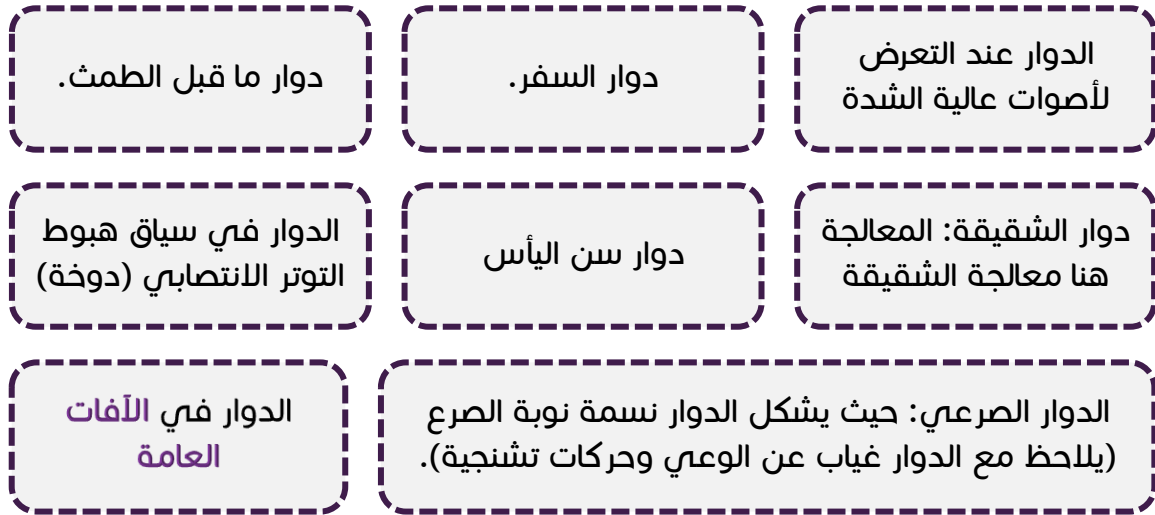 الدوار عند التعرض
لأصوات عالية الشدة
دوار السفر.
دوار ما قبل الطمث.
دوار الشقيقة: المعالجة
هنا معالجة الشقيقة
دوار سن اليأس
الدوار في سياق هبوط
التوتر الانتصابي (دوخة)
الدوار الصرعي: حيث يشكل الدوار نسمة نوبة الصرع
(يلاحظ مع الدوار غياب عن الوعي وحركات تشنجية).
الدوار في الآفات
العامة